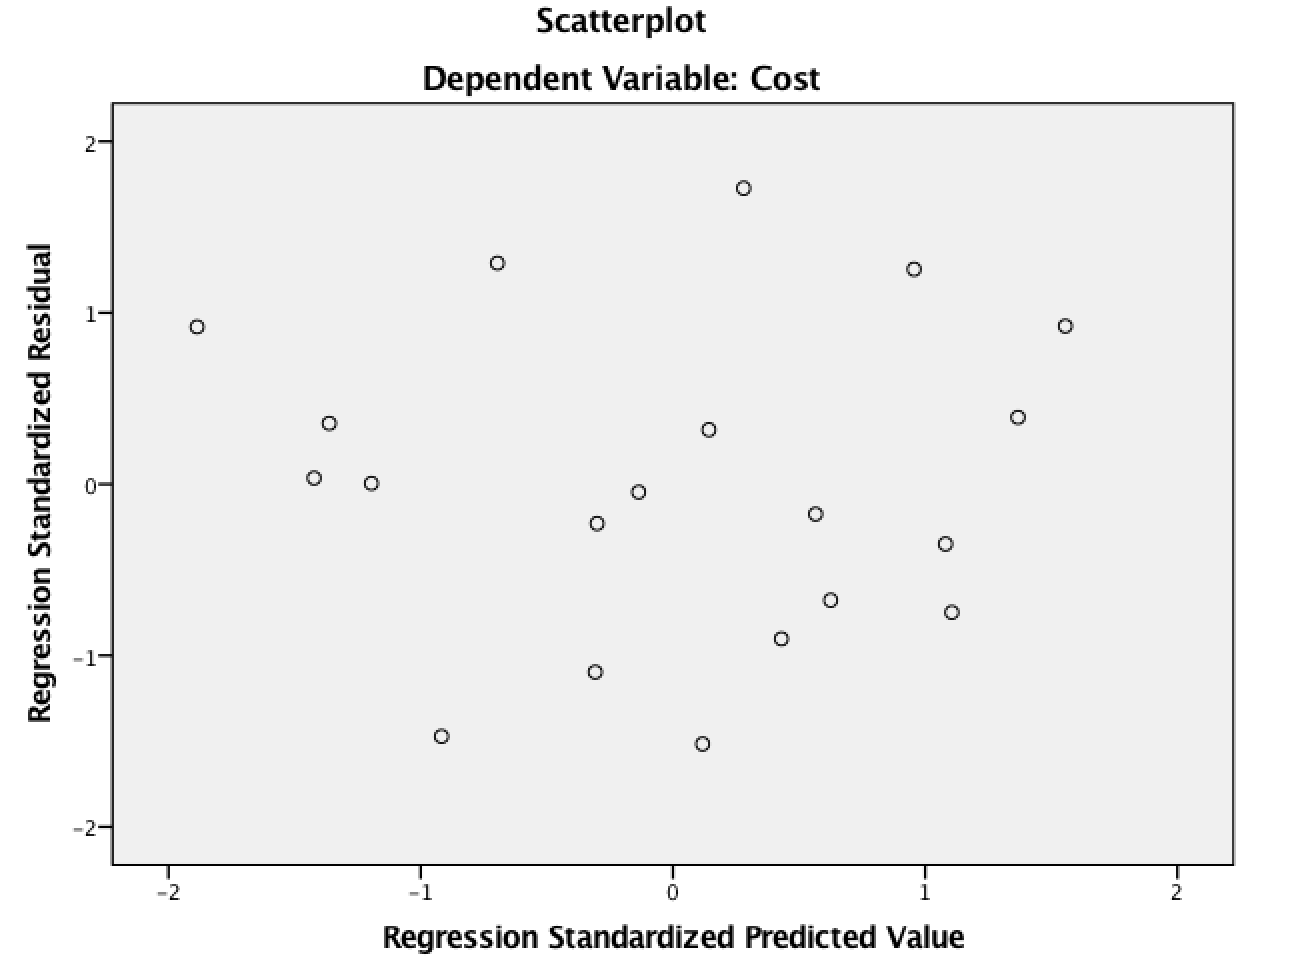 Scatterplot
Dependent Variable: Cost
Regression Standardized Residual
2
1
0
-1
-2
-2
-1
0
1
2
Regression Standardized Predicted Value